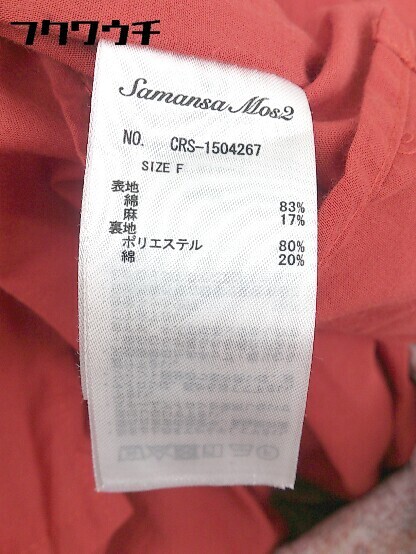 フクワウチ
Samansa Mos2
NO. CRS-1504267
SIZE F
表地
綿 83%
麻 17%
裏地
ポリエステル 80%
綿 20%